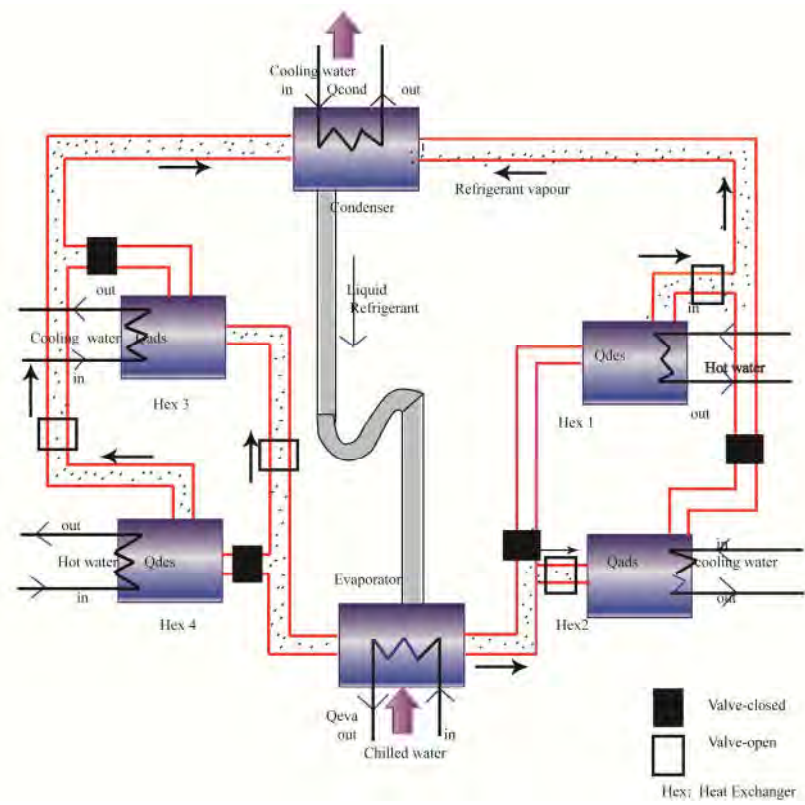 Cooling water
in Qcond out
Condenser
Refrigerant vapour
Liquid
Refrigerant
out
Cooling water Qads
in
Hex 3
in
Qdes
Hot water
out
Hex 1
out
Hot water Qdes
in
Hex 4
Evaporator
in
Qads cooling water
out
Hex2
Qeva
out in
Chilled water
Valve-closed
Valve-open
Hex: Heat Exchanger